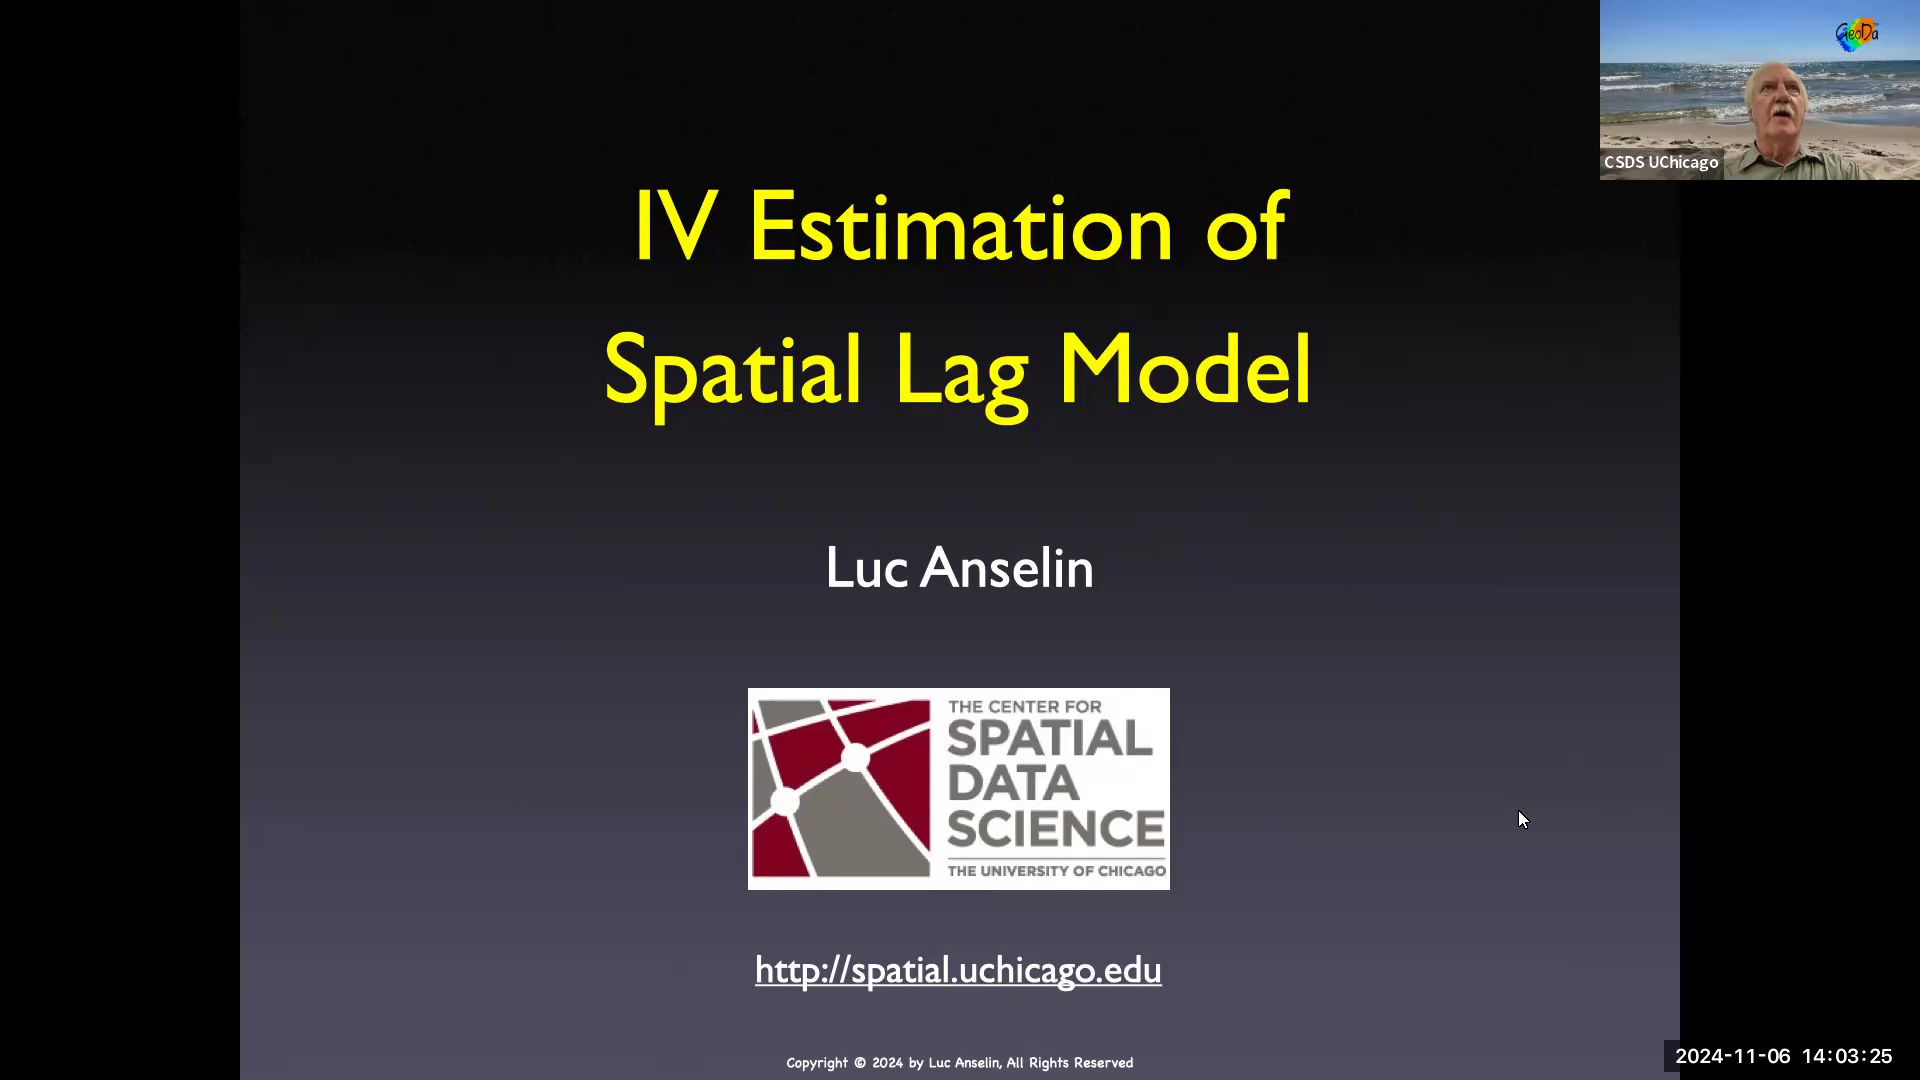 GeoDa
CSDS UChicago
IV Estimation of
Spatial Lag Model
Luc Anselin
THE CENTER FOR
SPATIAL
DATA
SCIENCE
THE UNIVERSITY OF CHICAGO
http://spatial.uchicago.edu
Copyright © 2024 by Luc Anselin, All Rights Reserved
2024-11-06 14:03:25